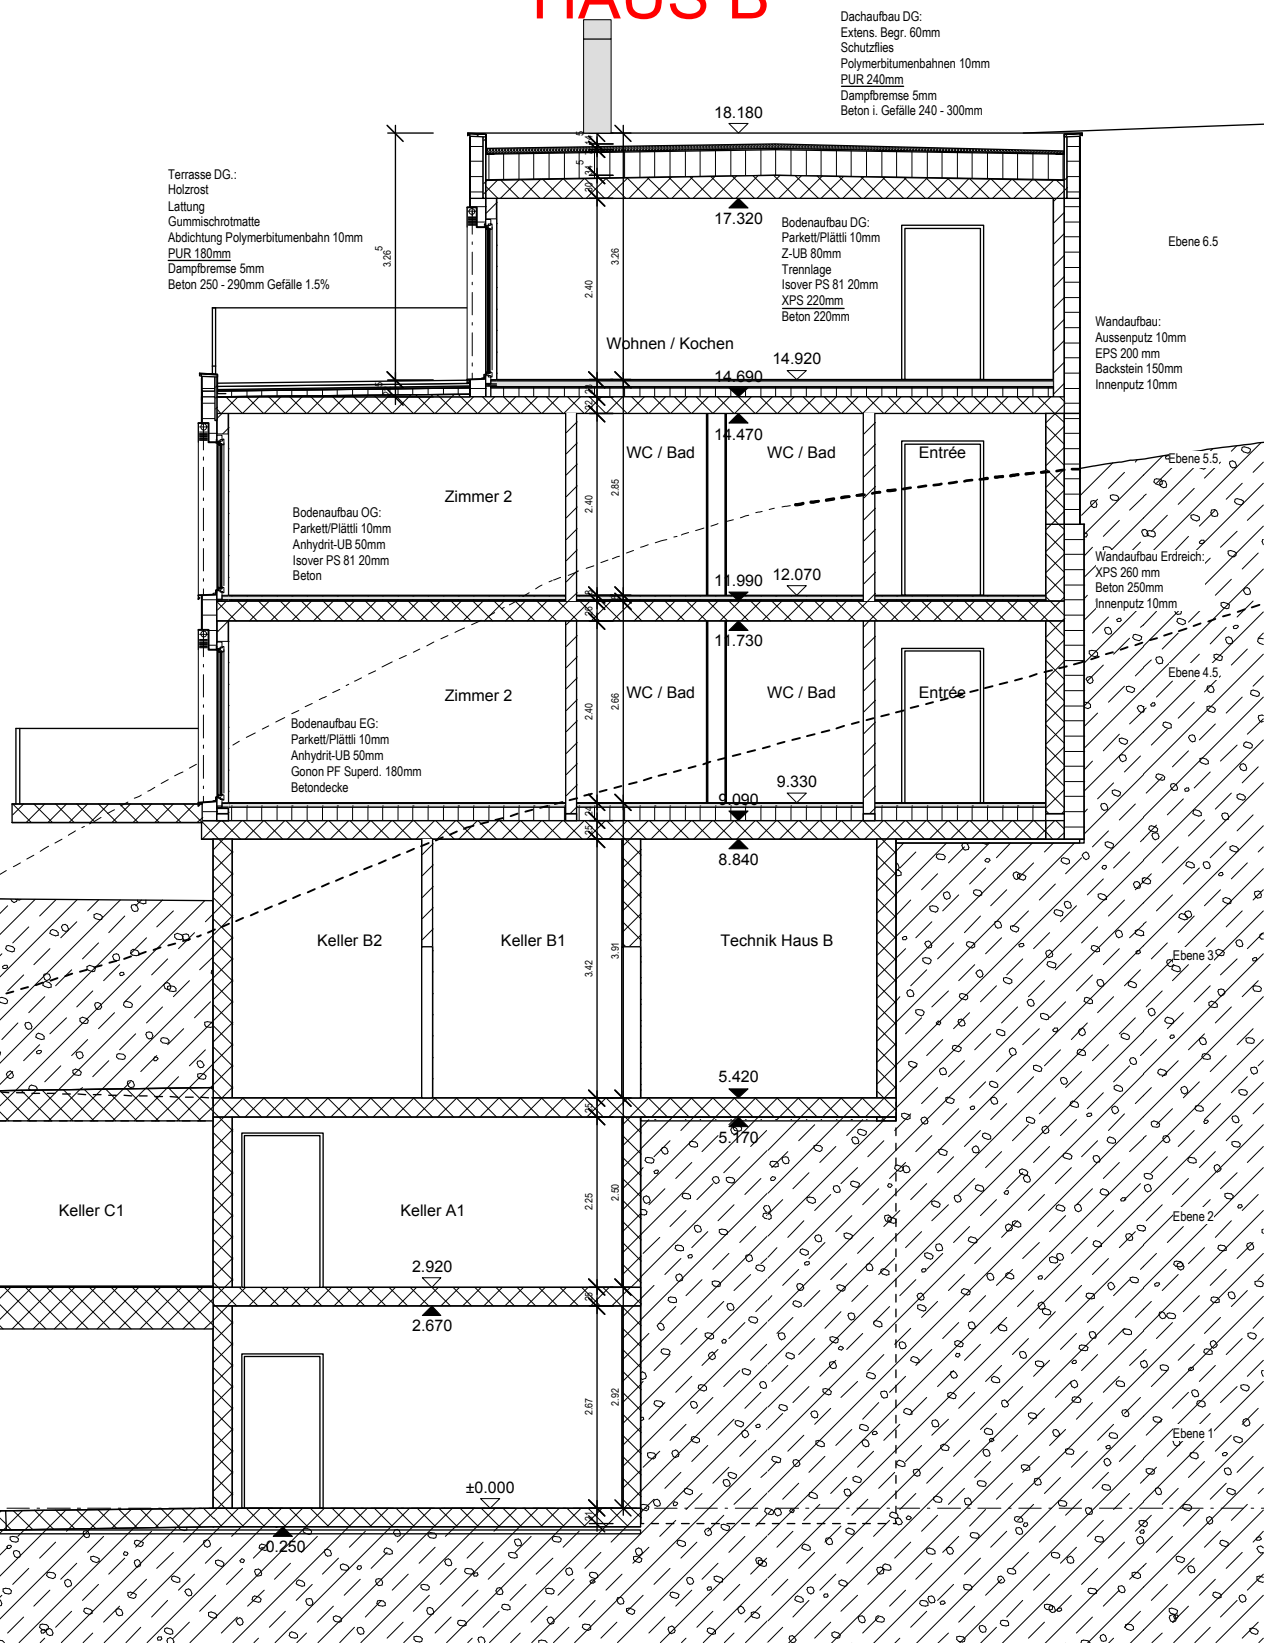 HAUS B
Dachaufbau DG:
Extens. Begr. 60mm
Schutzflies
Polymerbitumenbahnen 10mm
PUR 240mm
Dampfbremse 5mm
Beton i. Gefälle 240 - 300mm
18.180
Terrasse DG.:
Holzrost
Lattung
Gummischrotmatte
Abdichtung Polymerbitumenbahn 10mm
PUR 180mm
Dampfbremse 5mm
Beton 250 - 290mm Gefälle 1.5%
3.26⁵
2.40
3.26
17.320
Bodenaufbau DG:
Parkett/Plättli 10mm
Z-UB 80mm
Trennlage
Isover PS 81 20mm
XPS 220mm
Beton 220mm
Ebene 6.5
Wandaufbau:
Aussenputz 10mm
EPS 200 mm
Backstein 150mm
Innenputz 10mm
Wohnen / Kochen
14.920
14.690
14.470
WC / Bad
WC / Bad
Entrée
Ebene 5.5
Zimmer 2
2.40
2.85
Bodenaufbau OG:
Parkett/Plättli 10mm
Anhydrit-UB 50mm
Isover PS 81 20mm
Beton
Wandaufbau Erdreich:
XPS 260 mm
Beton 250mm
Innenputz 10mm
11.990
12.070
11.730
Ebene 4.5
Zimmer 2
WC / Bad
WC / Bad
Entrée
2.40
2.66
Bodenaufbau EG:
Parkett/Plättli 10mm
Anhydrit-UB 50mm
Gonon PF Superd. 180mm
Betondecke
9.330
9.090
8.840
Keller B2
Keller B1
Technik Haus B
3.42
3.91
Ebene 3
5.420
5.170
Keller C1
Keller A1
2.25
2.50
Ebene 2
2.920
2.670
2.67
2.92
Ebene 1
±0.000
-0.250